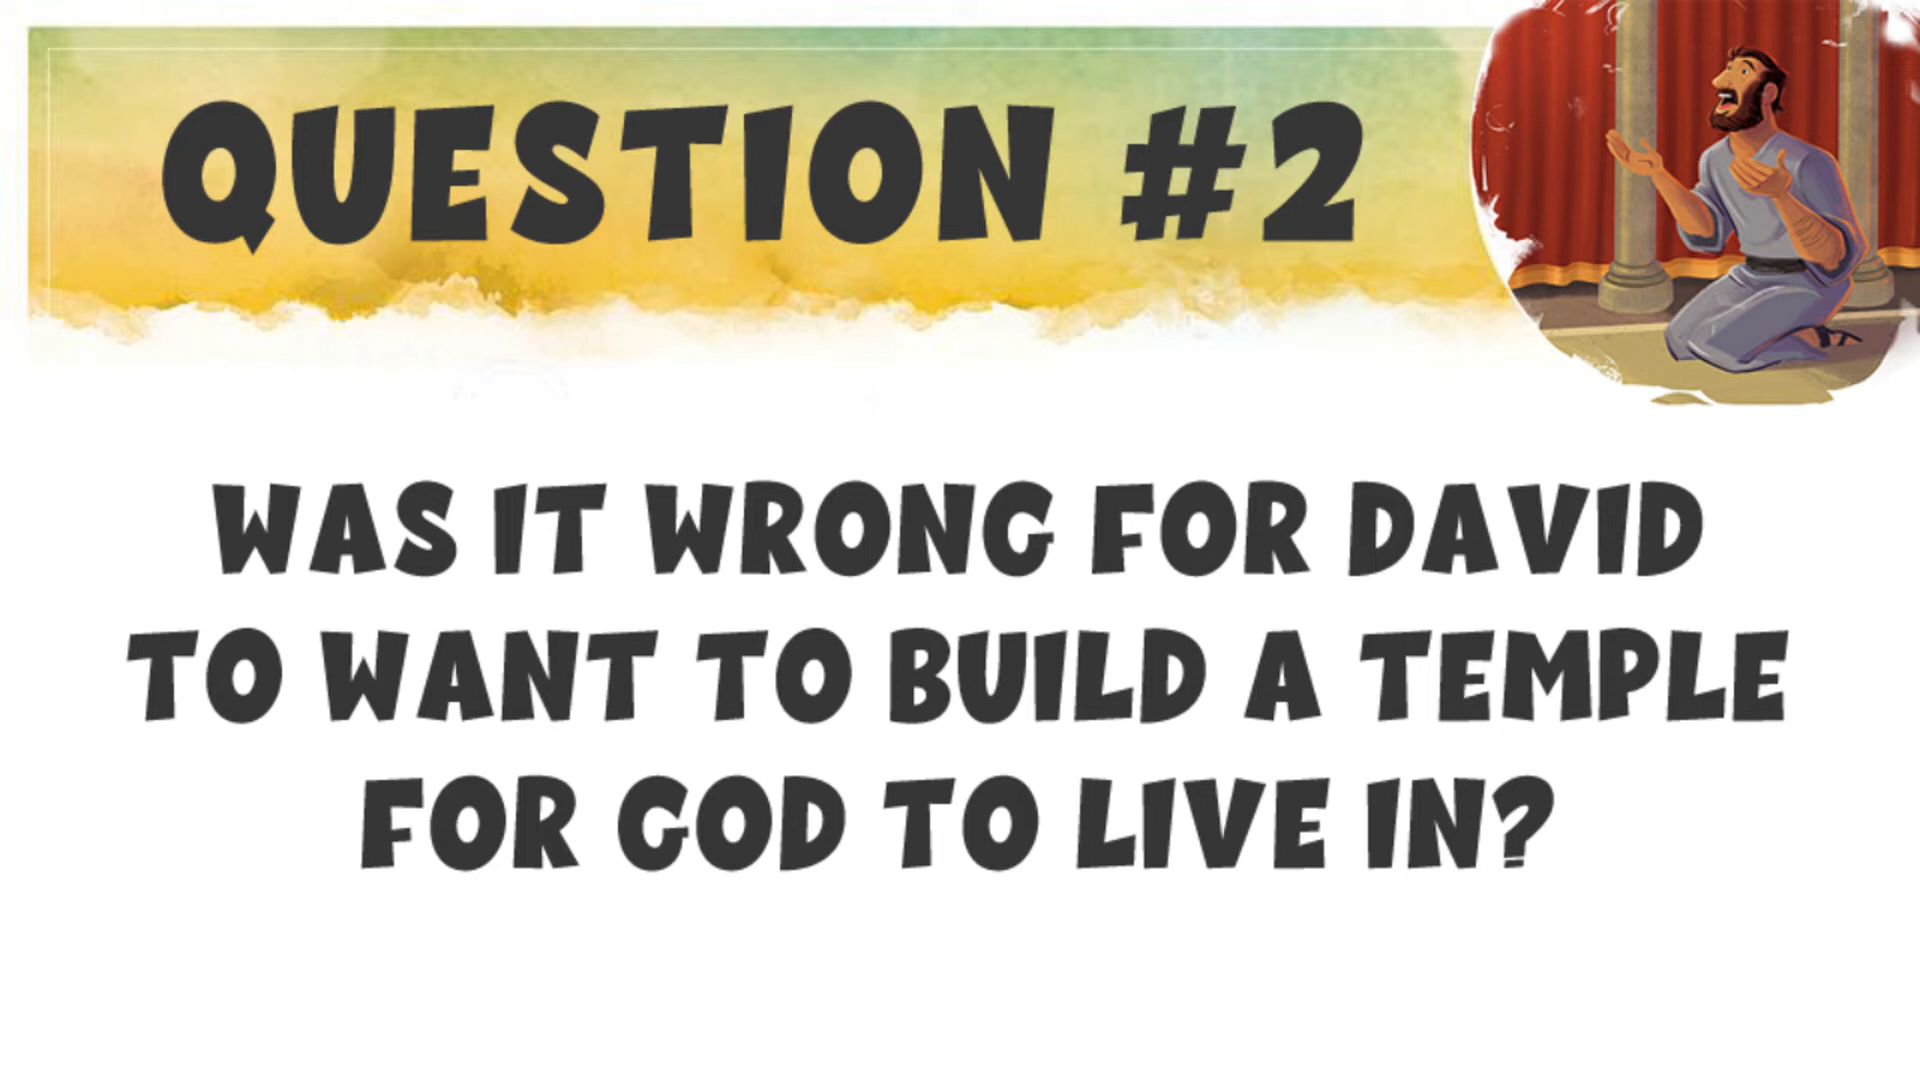 QUESTION #2
WAS IT WRONG FOR DAVID
TO WANT TO BUILD A TEMPLE
FOR GOD TO LIVE IN?